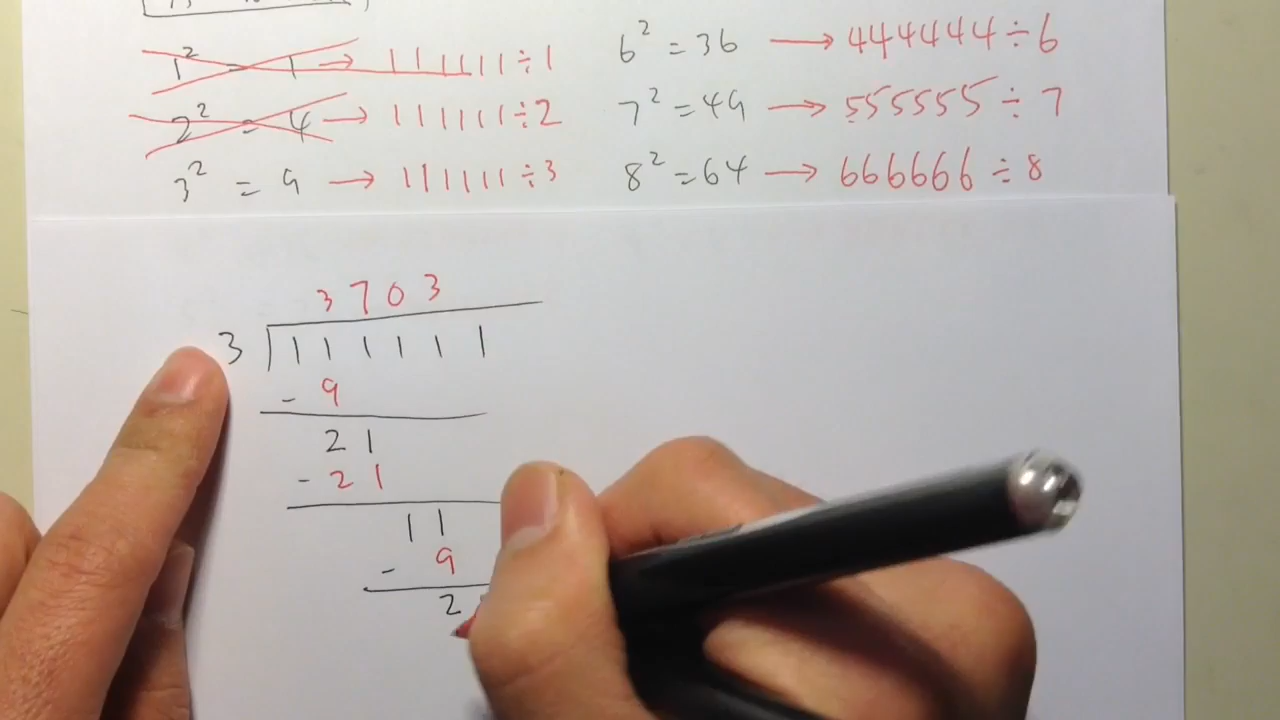 1² = 1 → 111111÷1
2² = 4 → 111111÷2
3² = 9 → 111111÷3
6² = 36 → 444444÷6
7² = 49 → 555555÷7
8² = 64 → 666666÷8
3703
3 111111
- 9
21
- 21
11
- 9
2